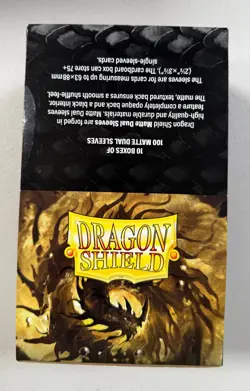 10 BOXES OF
100 MATTE DUAL SLEEVES
Dragon Shield Matte Dual Sleeves are forged in
high-quality and durable materials. Matte Dual sleeves
feature completely opaque back and a black interior.
The matte, textured back ensures a smooth shuffle-feel.
The sleeves are for cards measuring up to 63×88mm
(2½"×3½"). The cardboard box can store 75+
single-sleeved cards.
DRAGON
SHIELD